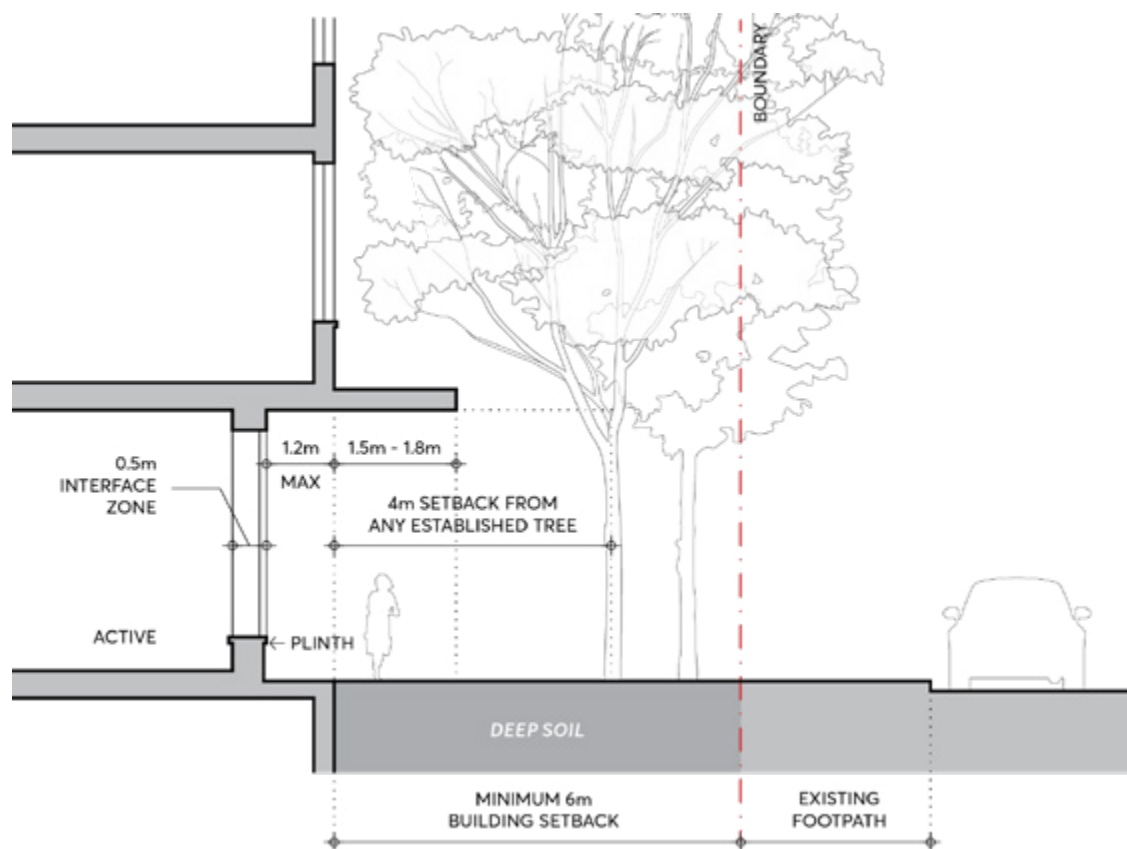 BOUNDARY
1.2m
MAX
1.5m - 1.8m
0.5m
INTERFACE
ZONE
4m SETBACK FROM
ANY ESTABLISHED TREE
ACTIVE
PLINTH
DEEP SOIL
MINIMUM 6m
BUILDING SETBACK
EXISTING
FOOTPATH